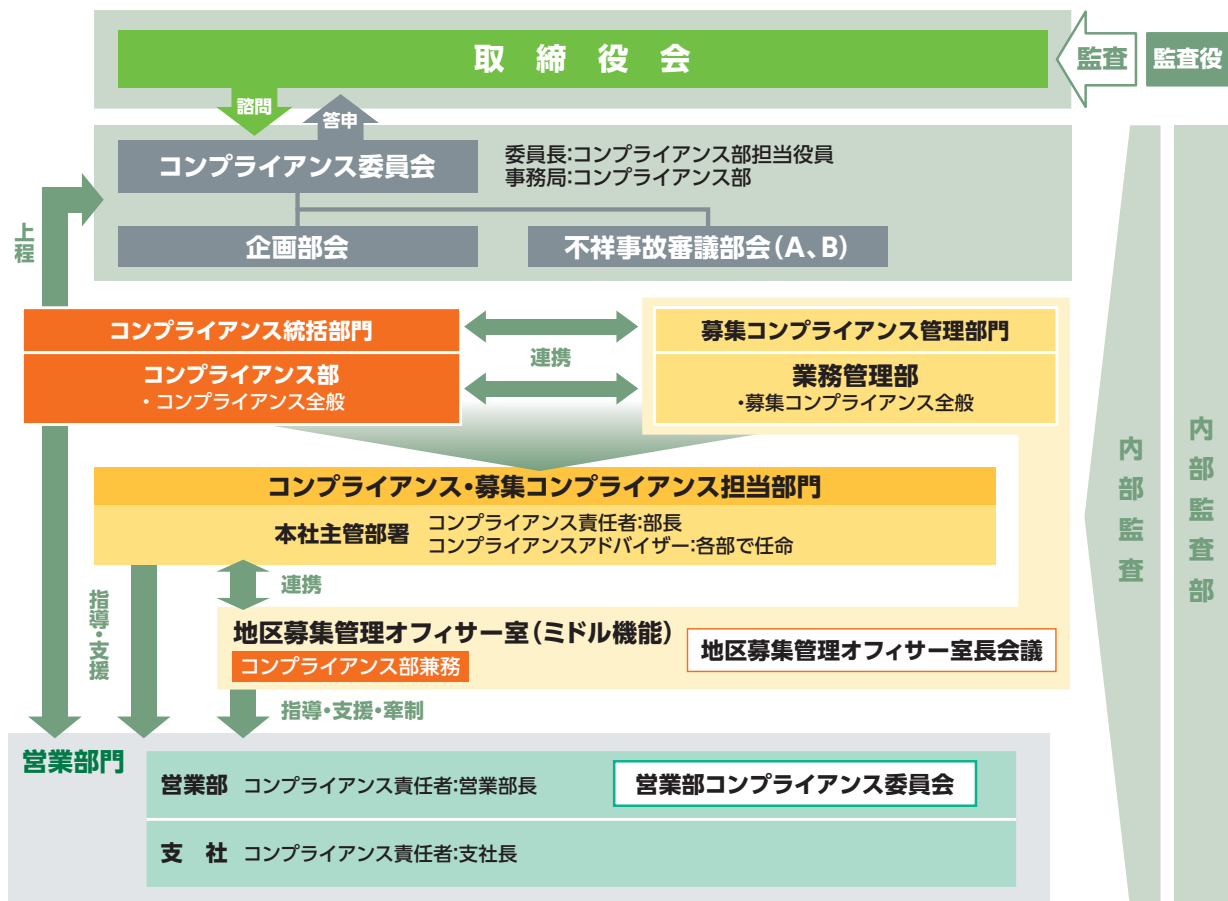 取締役会
監査
監査役
諮問
答申
コンプライアンス委員会
委員長:コンプライアンス部担当役員
事務局:コンプライアンス部
企画部会
不祥事故審議部会(A、B)
上程
コンプライアンス統括部門
コンプライアンス部
・コンプライアンス全般
連携
募集コンプライアンス管理部門
業務管理部
・募集コンプライアンス全般
コンプライアンス・募集コンプライアンス担当部門
本社主管部署
コンプライアンス責任者:部長
コンプライアンスアドバイザー:各部で任命
連携
指導・支援
地区募集管理オフィサー室(ミドル機能)
コンプライアンス部兼務
地区募集管理オフィサー室長会議
指導・支援・牽制
営業部門
営業部 コンプライアンス責任者:営業部長
営業部コンプライアンス委員会
支 社 コンプライアンス責任者:支社長
内部監査
内部監査部